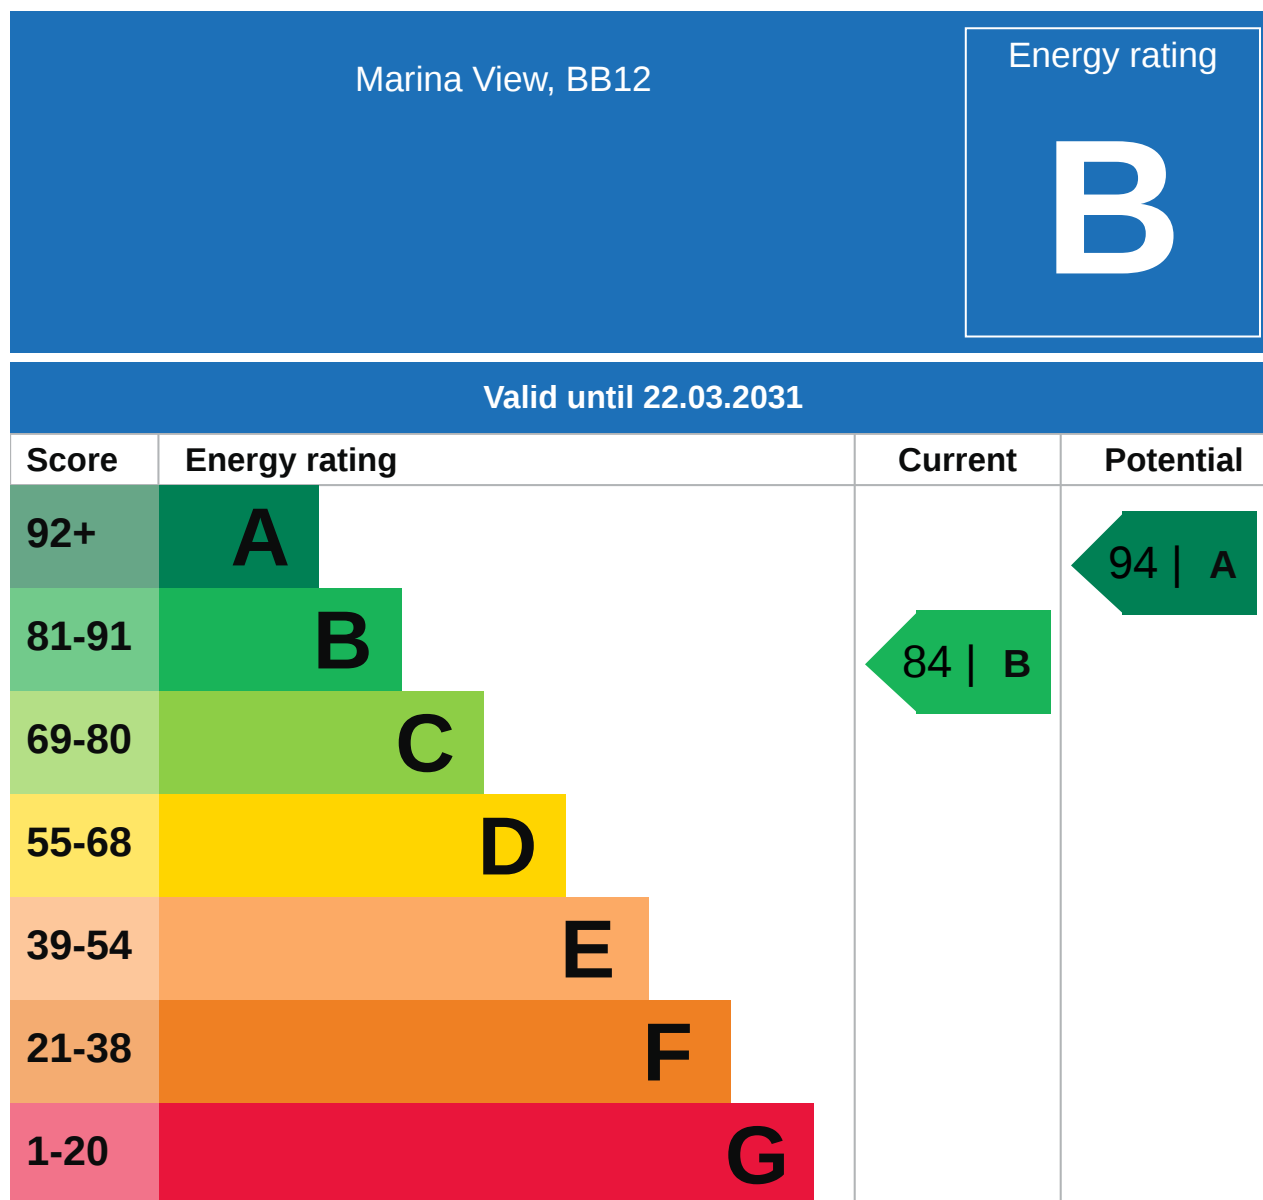 Marina View, BB12
Energy rating
B
Valid until 22.03.2031
Score Energy rating Current Potential
92+ A 94 | A
81-91 B 84 | B
69-80 C
55-68 D
39-54 E
21-38 F
1-20 G